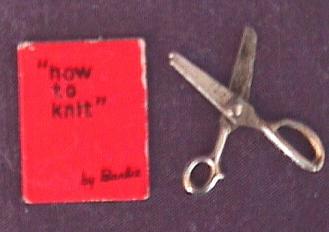 "how
to
knit"
by Barbie